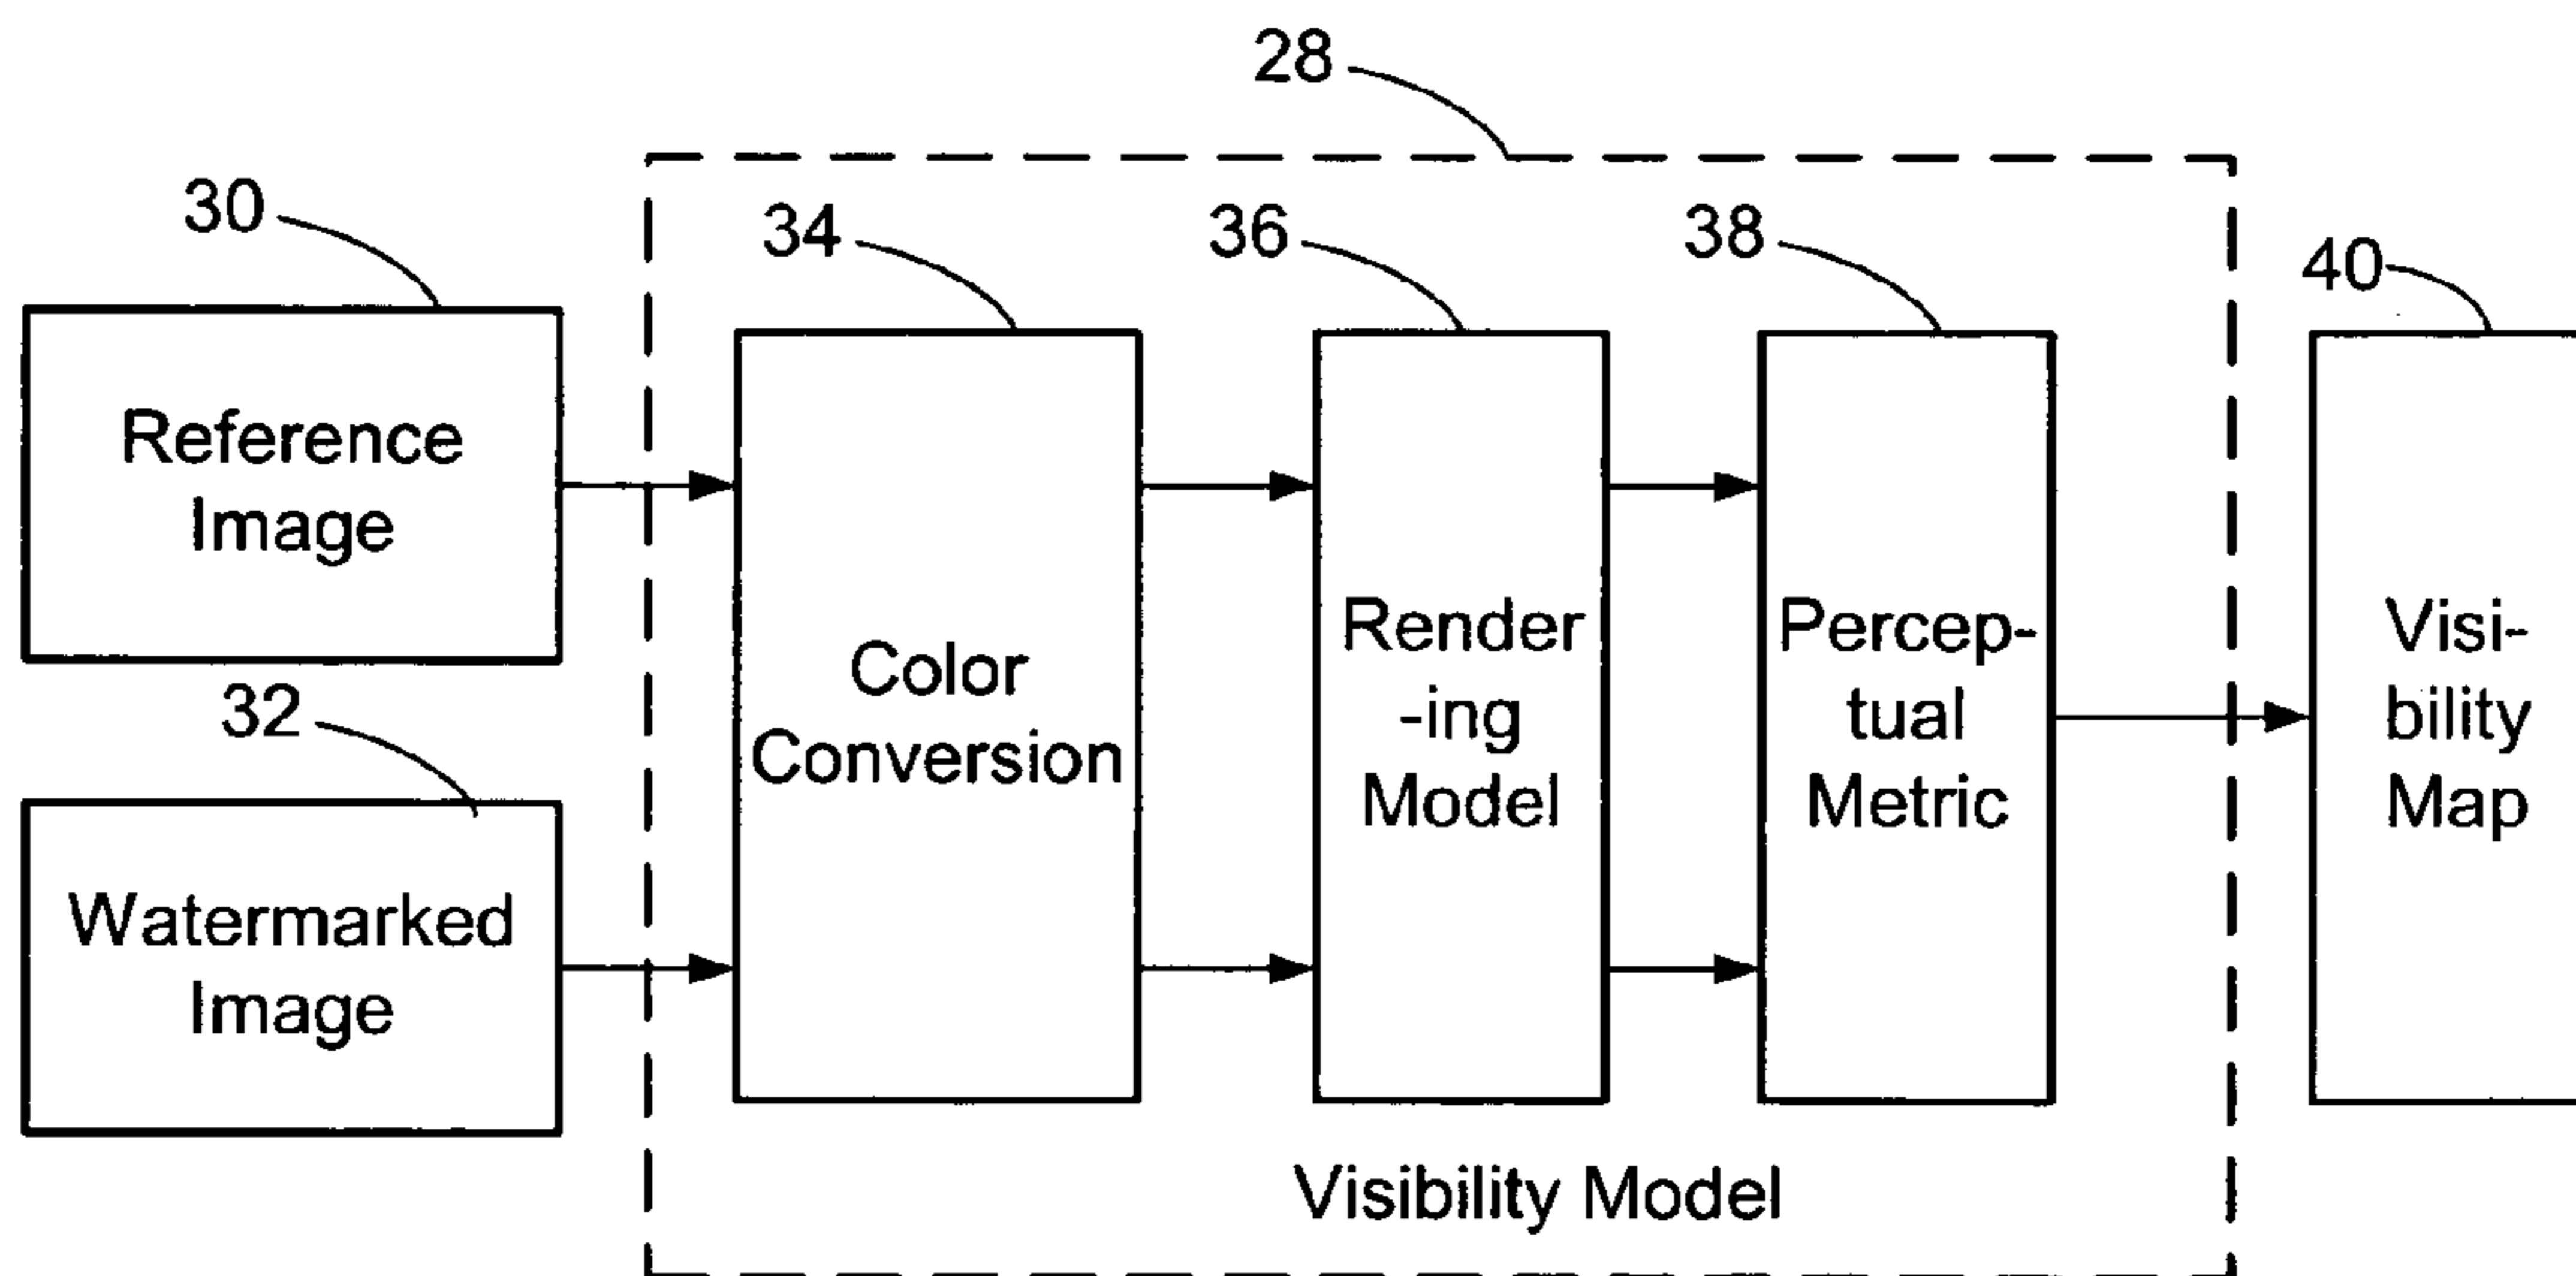 28
30
34
36
38
40
Reference
Image
32
Color
Conversion
Render
-ing
Model
Percep-
tual
Metric
Visi-
bility
Map
Watermarked
Image
Visibility Model